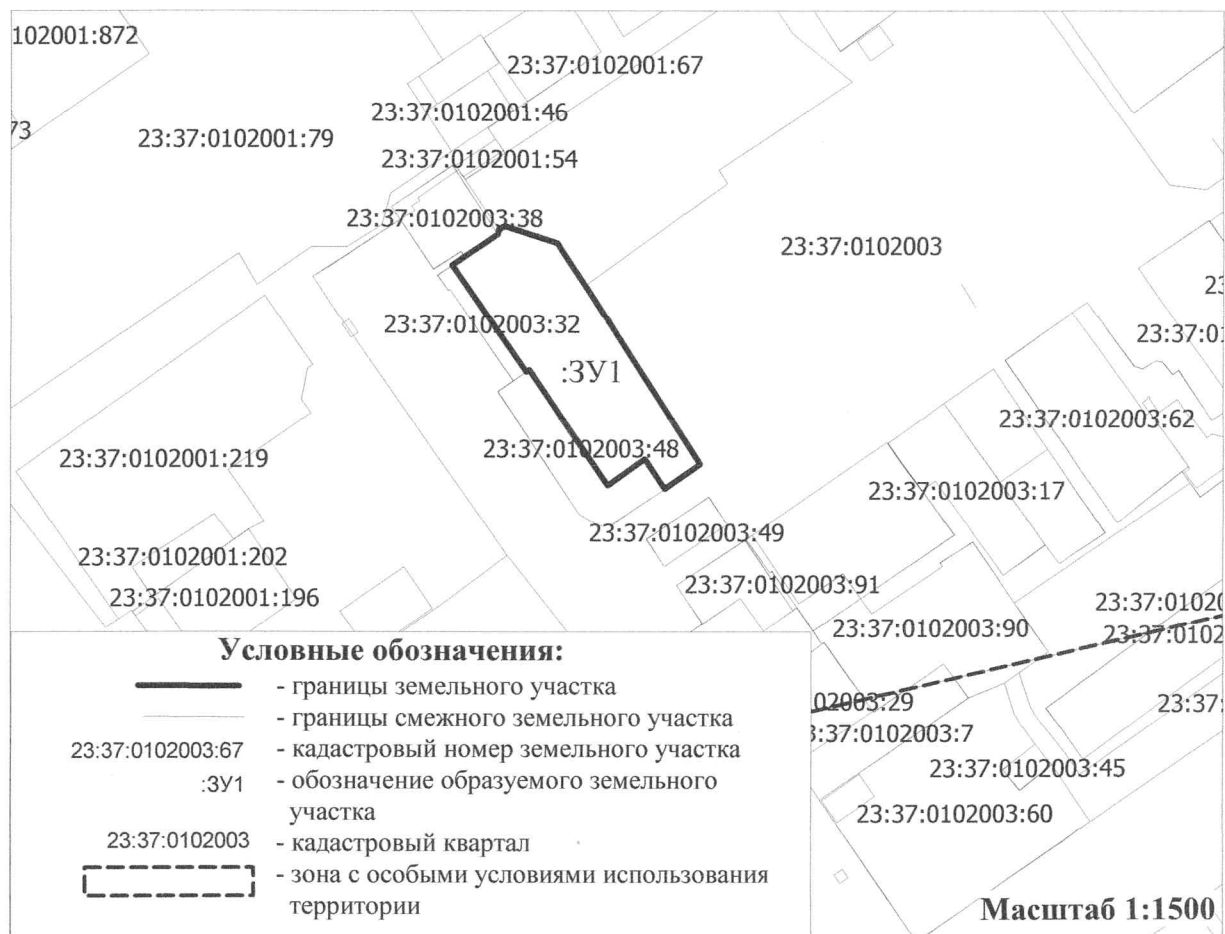 102001:872
23:37:0102001:67
23:37:0102001:46
73
23:37:0102001:79
23:37:0102001:54
23:37:0102003:38
23:37:0102003
23:
23:37:0102003:32
23:37:01
:ЗУ1
23:37:0102003:62
23:37:0102003:48
23:37:0102001:219
23:37:0102003:17
23:37:0102003:49
23:37:0102001:202
23:37:0102003:91
23:37:0102001:196
23:37:0102
23:37:0102003:90
23:37:0102
02003:29
23:37:
3:37:0102003:7
23:37:0102003:45
23:37:0102003:60
Условные обозначения:
- границы земельного участка
- границы смежного земельного участка
23:37:0102003:67 - кадастровый номер земельного участка
:ЗУ1 - обозначение образуемого земельного
участка
23:37:0102003 - кадастровый квартал
- зона с особыми условиями использования
территории
Масштаб 1:1500